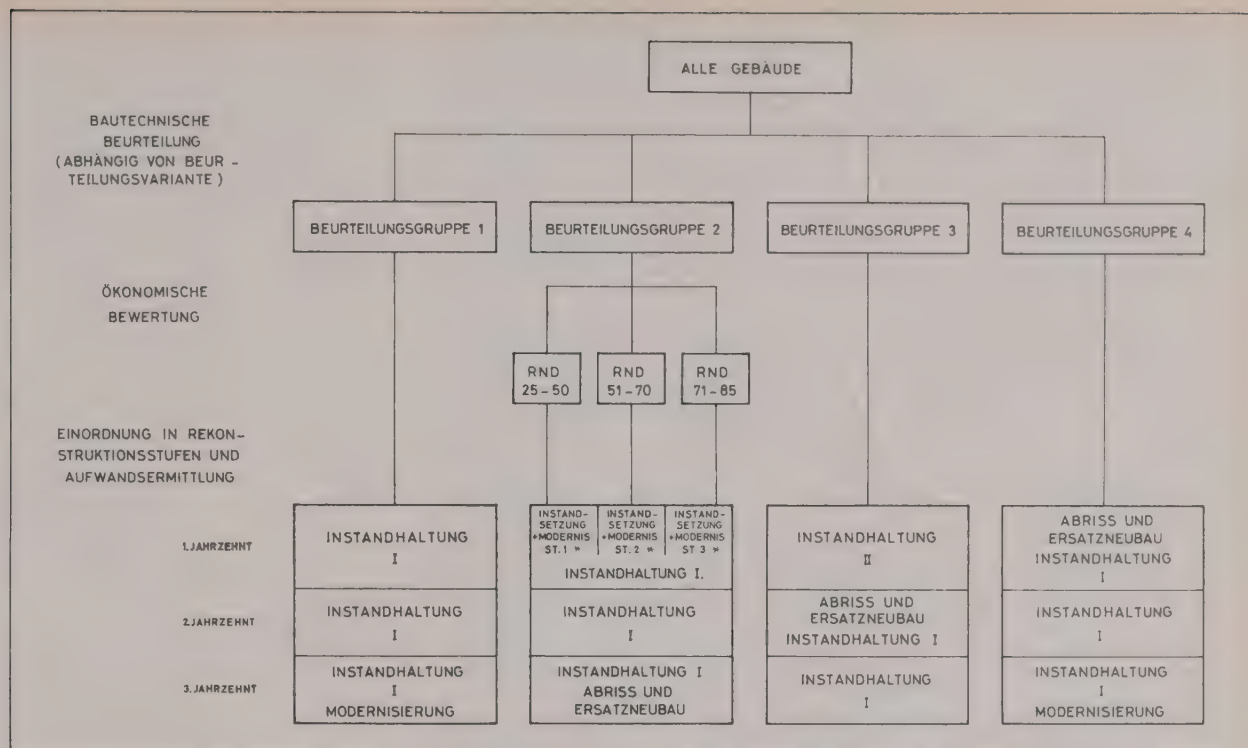 ALLE GEBÄUDE
BAUTECHNISCHE
BEURTEILUNG
(ABHÄNGIG VON BEUR-
TEILUNGSVARIANTE)
BEURTEILUNGSGRUPPE 1
BEURTEILUNGSGRUPPE 2
BEURTEILUNGSGRUPPE 3
BEURTEILUNGSGRUPPE 4
ÖKONOMISCHE
BEWERTUNG
RND
25-50
RND
51-70
RND
71-85
EINORDNUNG IN REKON-
STRUKTIONSSTUFEN UND
AUFWANDSERMITTLUNG
1.JAHRZEHNT
INSTANDHALTUNG
I
INSTAND-
SETZUNG
+MODERNIS
ST. 1 »
INSTAND-
SETZUNG
+MODERNIS
ST. 2 »
INSTAND-
SETZUNG
+MODERNIS
ST 3 »
INSTANDHALTUNG I.
INSTANDHALTUNG
II
ABRISS UND
ERSATZNEUBAU
INSTANDHALTUNG
I
2.JAHRZEHNT
INSTANDHALTUNG
I
INSTANDHALTUNG
I
ABRISS UND
ERSATZNEUBAU
INSTANDHALTUNG I
INSTANDHALTUNG
I
3.JAHRZEHNT
INSTANDHALTUNG
I
MODERNISIERUNG
INSTANDHALTUNG I
ABRISS UND
ERSATZNEUBAU
INSTANDHALTUNG
I
INSTANDHALTUNG
I
MODERNISIERUNG